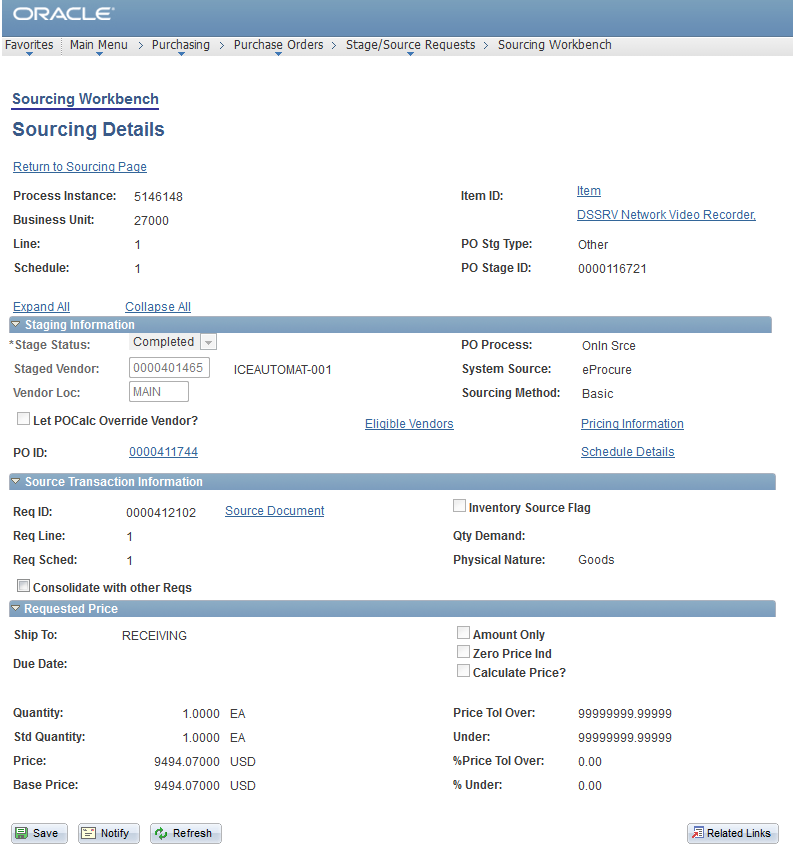 ORACLE
Favorites Main Menu > Purchasing > Purchase Orders > Stage/Source Requests > Sourcing Workbench
Sourcing Workbench
Sourcing Details
Return to Sourcing Page
Process Instance: 5146148 Item ID: Item
Business Unit: 27000 DSSRV Network Video Recorder,
Line: 1 PO Stg Type: Other
Schedule: 1 PO Stage ID: 0000116721
Expand All Collapse All
Staging Information
*Stage Status: Completed PO Process: Onln Srce
Staged Vendor: 0000401465 ICEAUTOMAT-001 System Source: eProcure
Vendor Loc: MAIN Sourcing Method: Basic
Let POCalc Override Vendor? Eligible Vendors Pricing Information
PO ID: 0000411744 Schedule Details
Source Transaction Information
Req ID: 0000412102 Source Document Inventory Source Flag
Req Line: 1 Qty Demand:
Req Sched: 1 Physical Nature: Goods
Consolidate with other Reqs
Requested Price
Ship To: RECEIVING Amount Only
Zero Price Ind
Due Date:
Calculate Price?
Quantity: 1.0000 EA Price Tol Over: 99999999.99999
Std Quantity: 1.0000 EA Under: 99999999.99999
Price: 9494.07000 USD %Price Tol Over: 0.00
Base Price: 9494.07000 USD % Under: 0.00
Save Notify Refresh Related Links